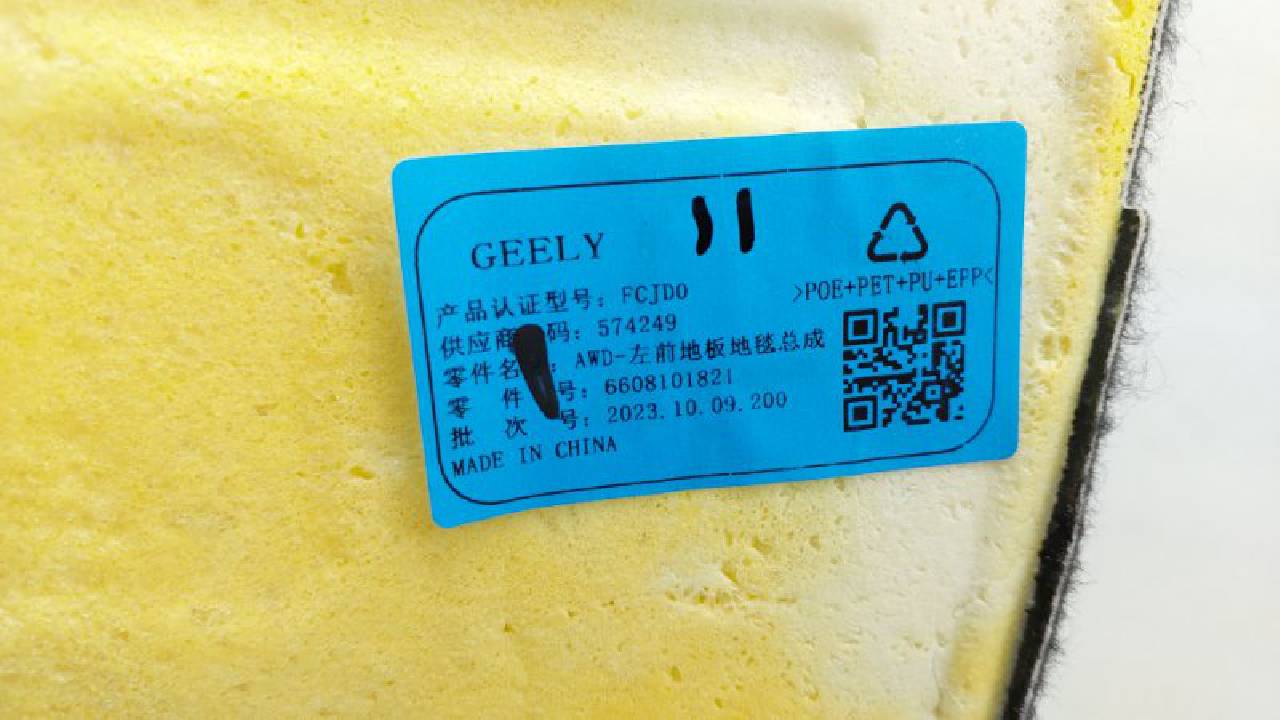 GEELY
>POE+PET+PU+EPP<
产品认证型号: FCJDO
供应商 码: 574249
零件名 : AWD-左前地板地毯总成
零 件 号: 6608101821
批 次 号: 2023.10.09.200
MADE IN CHINA